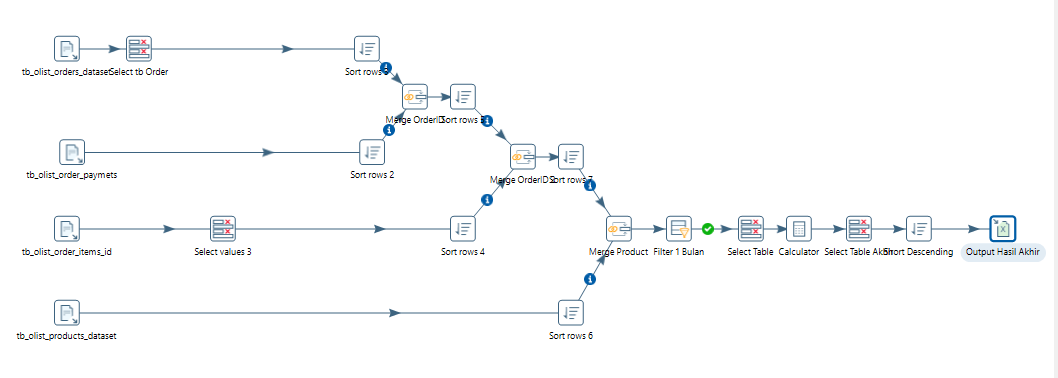 tb_olist_orders_dataset
Select tb Order
Sort rows
Merge OrderID
Sort rows
tb_olist_order_paymets
Sort rows 2
Merge OrderID 2
Sort rows 7
tb_olist_order_items_id
Select values 3
Sort rows 4
Merge Product
Filter 1 Bulan
Select Table
Calculator
Select Table Akhir
Short Descending
Output Hasil Akhir
tb_olist_products_dataset
Sort rows 6